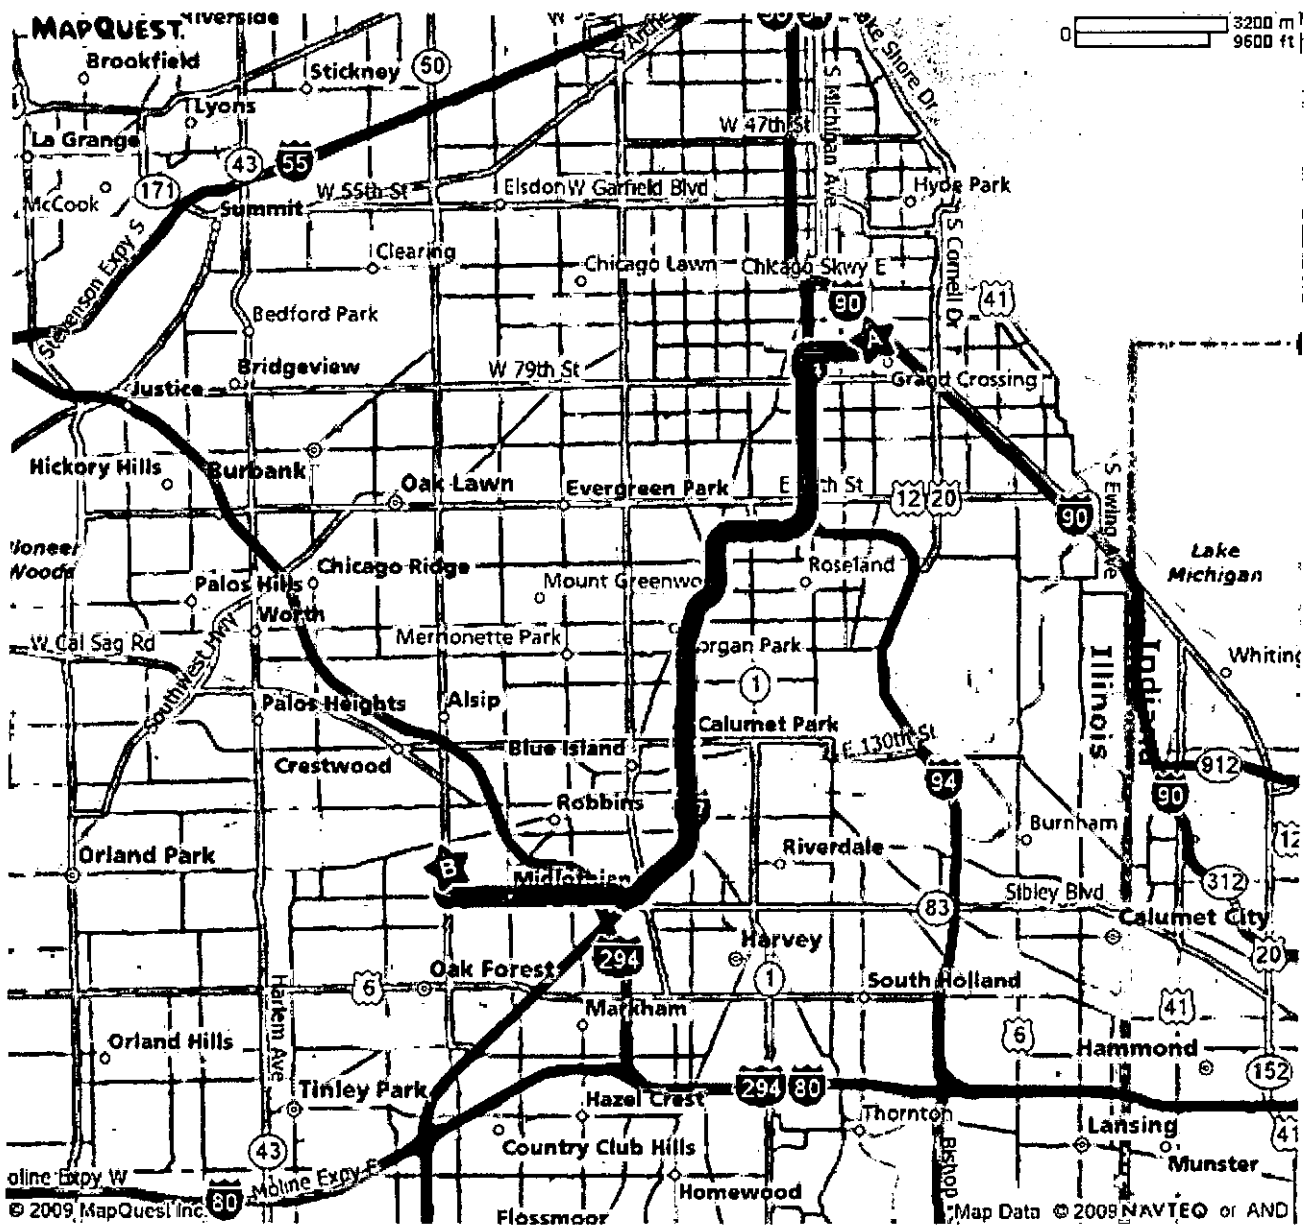 MAPQUEST.
Riverside
3200 m
0
9600 ft
Brookfield
Stickney
50
Lyons
S Michigan Ave
W 47th St
La Grange
43
55
171
McCook
W 55th St
Elsdon
W Garfield Blvd
Hyde Park
Summit
Stevenson Expy S
S Cornell Dr
Clearing
Chicago Lawn
Chicago Skwy E
90
41
Bedford Park
A
W 79th St
Bridgeview
Grand Crossing
Justice
Hickory Hills
Burbank
Oak Lawn
Evergreen Park
12
20
90
S Ewing Ave
Lake
Michigan
Chicago Ridge
Mount Greenwo
Roseland
Palos Hills
Worth
W Cal Sag Rd
Southwest Hwy
Merrionette Park
organ Park
Illinois
Indiana
Whiting
1
Palos Heights
Alsip
Calumet Park
E 130th St
Blue Island
Crestwood
912
94
90
Robbins
Burnham
12
Orland Park
B
Midlothian
Riverdale
312
Sibley Blvd
83
Calumet City
Harvey
294
Oak Forest
20
6
1
South Holland
Markham
41
Harlem Ave
6
Orland Hills
Hammond
152
Tinley Park
Hazel Crest
294
80
Thornton
Lansing
41
43
Country Club Hills
Munster
oline Expy W
Moline Expy E
80
Homewood
Bishop
© 2009 MapQuest Inc.
Flossmoor
Map Data © 2009 NAVTEQ or AND